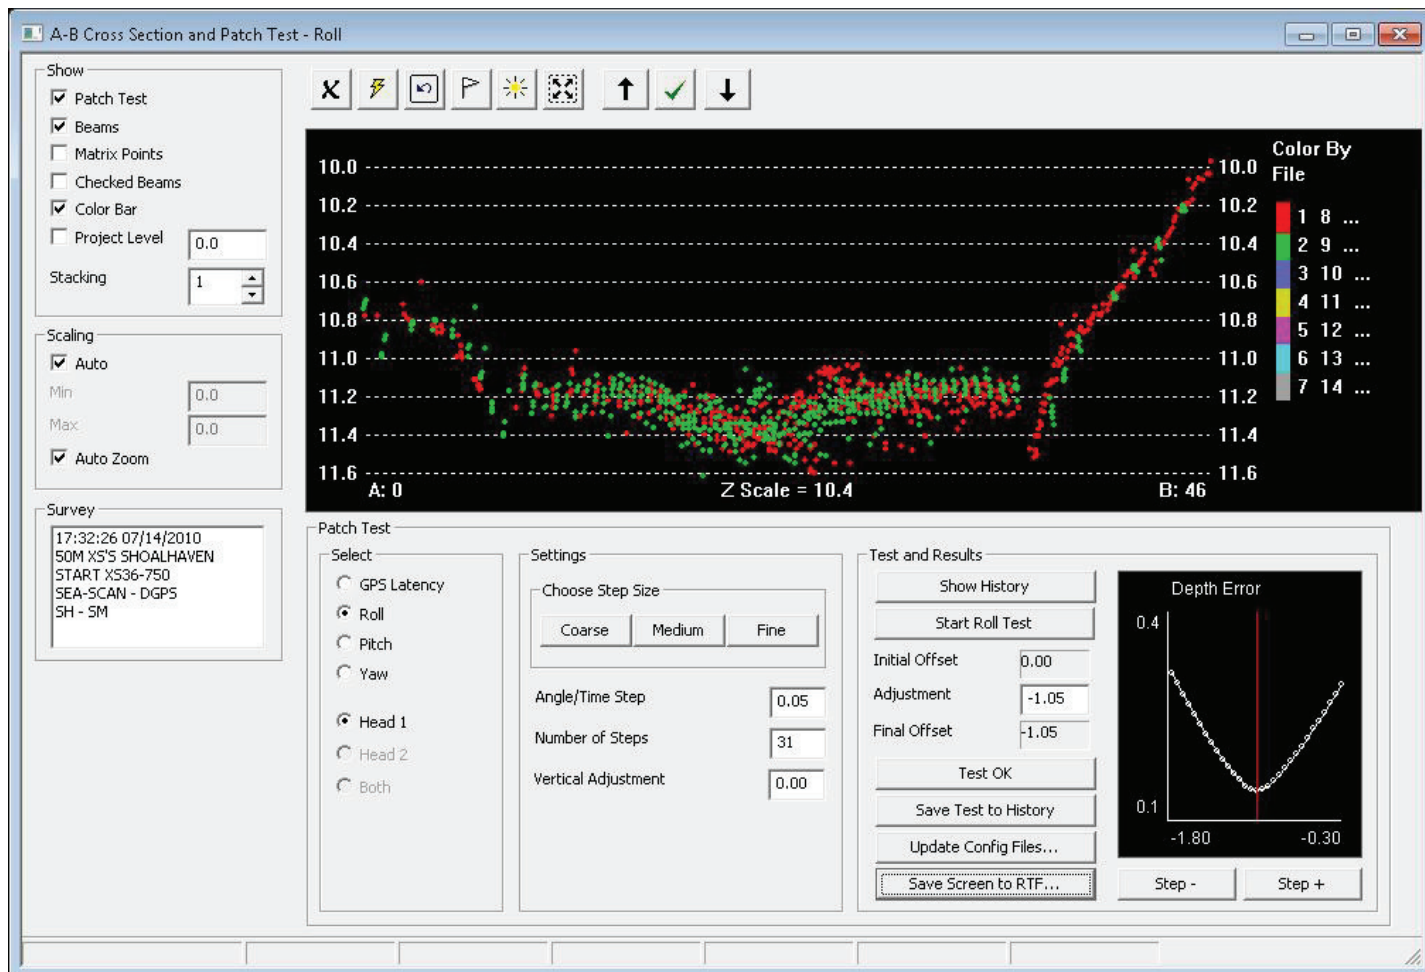 A-B Cross Section and Patch Test - Roll
Show
Patch Test
Beams
Matrix Points
Checked Beams
Color Bar
Project Level 0.0
Stacking 1
Scaling
Auto
Min 0.0
Max 0.0
Auto Zoom
Survey
17:32:26 07/14/2010
50M XS'S SHOALHAVEN
START XS36-750
SEA-SCAN - DGPS
SH - SM
10.0 10.0
10.2 10.2
10.4 10.4
10.6 10.6
10.8 10.8
11.0 11.0
11.2 11.2
11.4 11.4
11.6 11.6
A: 0 Z Scale = 10.4 B: 46
Color By
File
1 8 ...
2 9 ...
3 10 ...
4 11 ...
5 12 ...
6 13 ...
7 14 ...
Patch Test
Select
GPS Latency
Roll
Pitch
Yaw
Head 1
Head 2
Both
Settings
Choose Step Size
Coarse Medium Fine
Angle/Time Step 0.05
Number of Steps 31
Vertical Adjustment 0.00
Test and Results
Show History
Start Roll Test
Initial Offset 0.00
Adjustment -1.05
Final Offset -1.05
Test OK
Save Test to History
Update Config Files...
Save Screen to RTF...
Depth Error
0.4
0.1
-1.80 -0.30
Step - Step +